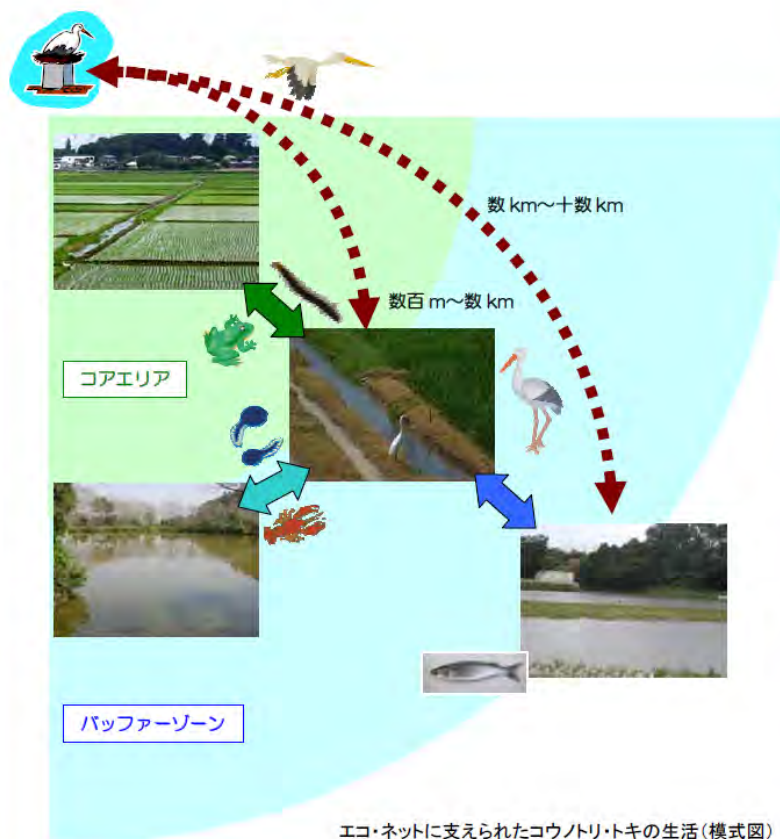 数km～十数km
数百m～数km
コアエリア
バッファーゾーン
エコ・ネットに支えられたコウノトリ・トキの生活(模式図)